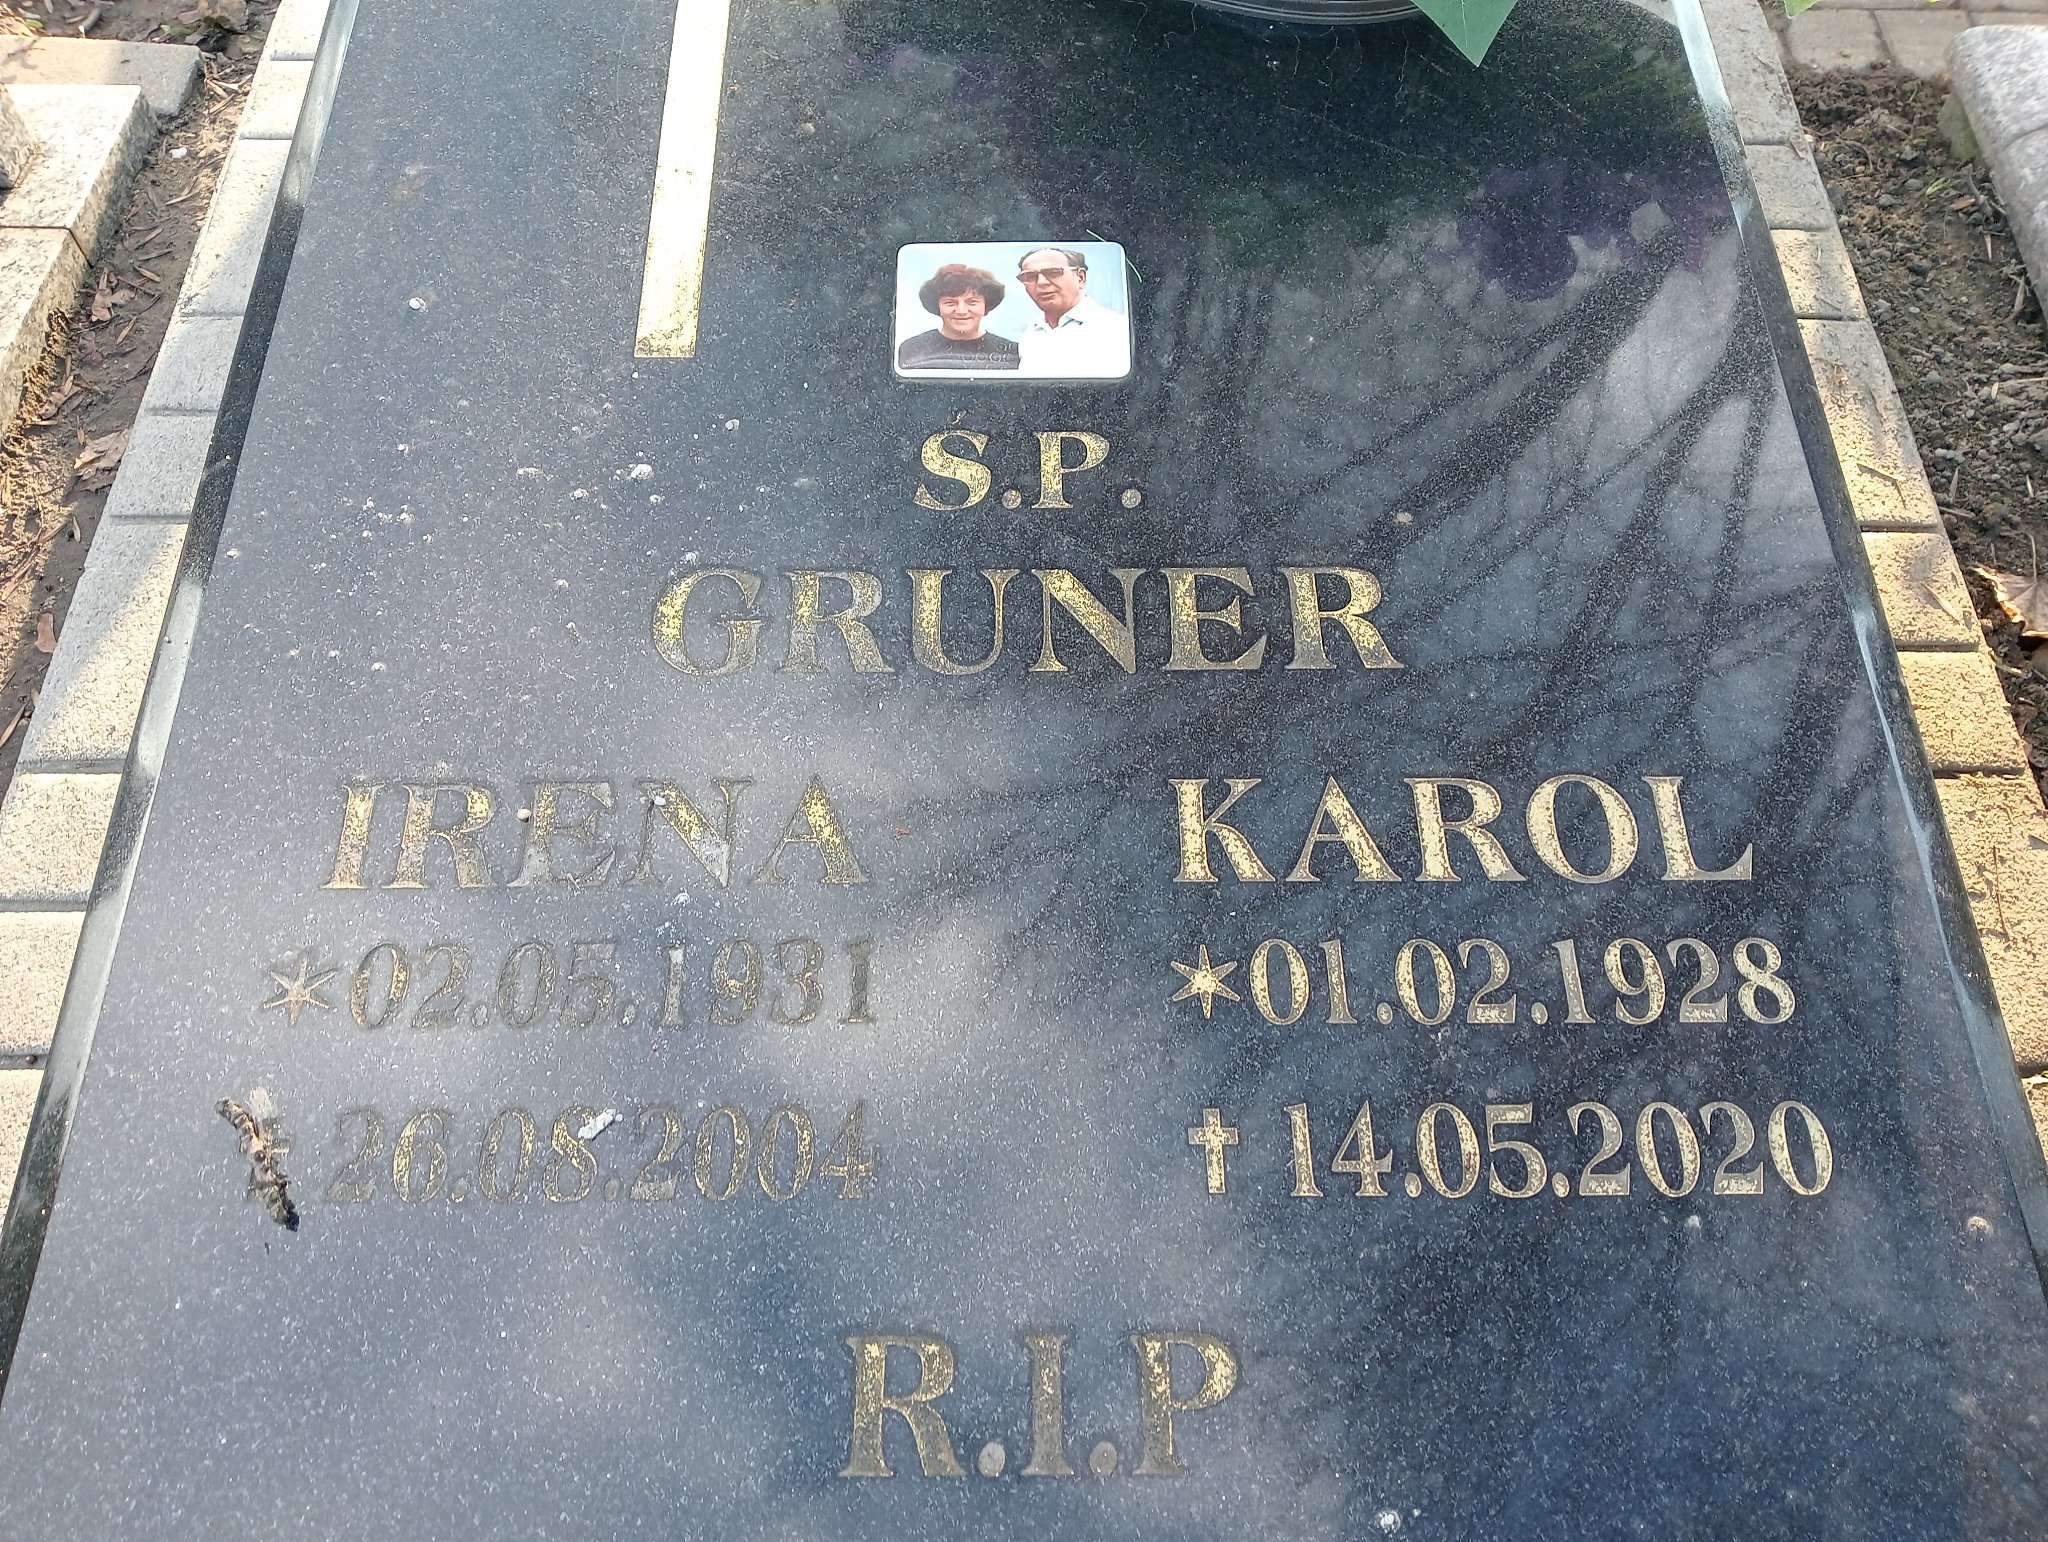 Ś.P.
GRUNER
IRENA KAROL
*02.05.1931 *01.02.1928
†26.08.2004 †14.05.2020
R.I.P